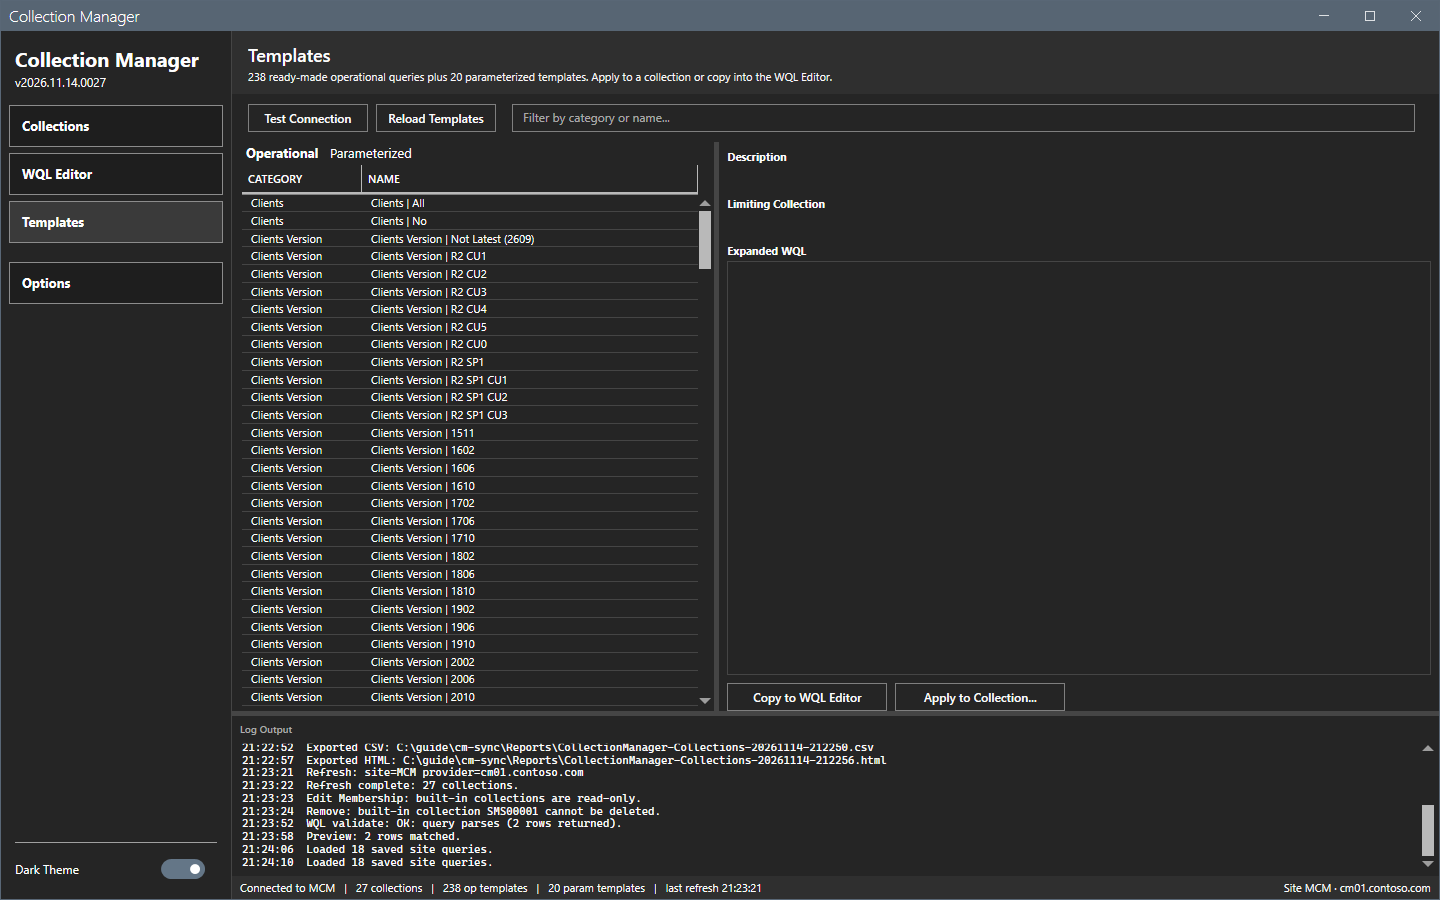 Collection Manager
Collection Manager
v2026.11.14.0027
Collections
WQL Editor
Templates
Options
Dark Theme
Templates
238 ready-made operational queries plus 20 parameterized templates. Apply to a collection or copy into the WQL Editor.
Test Connection
Reload Templates
Filter by category or name...
Operational Parameterized
CATEGORY NAME
Clients Clients | All
Clients Clients | No
Clients Version Clients Version | Not Latest (2609)
Clients Version Clients Version | R2 CU1
Clients Version Clients Version | R2 CU2
Clients Version Clients Version | R2 CU3
Clients Version Clients Version | R2 CU4
Clients Version Clients Version | R2 CU5
Clients Version Clients Version | R2 CU0
Clients Version Clients Version | R2 SP1
Clients Version Clients Version | R2 SP1 CU1
Clients Version Clients Version | R2 SP1 CU2
Clients Version Clients Version | R2 SP1 CU3
Clients Version Clients Version | 1511
Clients Version Clients Version | 1602
Clients Version Clients Version | 1606
Clients Version Clients Version | 1610
Clients Version Clients Version | 1702
Clients Version Clients Version | 1706
Clients Version Clients Version | 1710
Clients Version Clients Version | 1802
Clients Version Clients Version | 1806
Clients Version Clients Version | 1810
Clients Version Clients Version | 1902
Clients Version Clients Version | 1906
Clients Version Clients Version | 1910
Clients Version Clients Version | 2002
Clients Version Clients Version | 2006
Clients Version Clients Version | 2010
Description
Limiting Collection
Expanded WQL
Copy to WQL Editor
Apply to Collection...
Log Output
21:22:52 Exported CSV: C:\guide\cm-sync\Reports\CollectionManager-Collections-20261114-212250.csv
21:22:57 Exported HTML: C:\guide\cm-sync\Reports\CollectionManager-Collections-20261114-212256.html
21:23:21 Refresh: site=MCM provider=cm01.contoso.com
21:23:22 Refresh complete: 27 collections.
21:23:23 Edit Membership: built-in collections are read-only.
21:23:24 Remove: built-in collection SMS00001 cannot be deleted.
21:23:52 WQL validate: OK: query parses (2 rows returned).
21:23:58 Preview: 2 rows matched.
21:24:06 Loaded 18 saved site queries.
21:24:10 Loaded 18 saved site queries.
Connected to MCM | 27 collections | 238 op templates | 20 param templates | last refresh 21:23:21
Site MCM · cm01.contoso.com